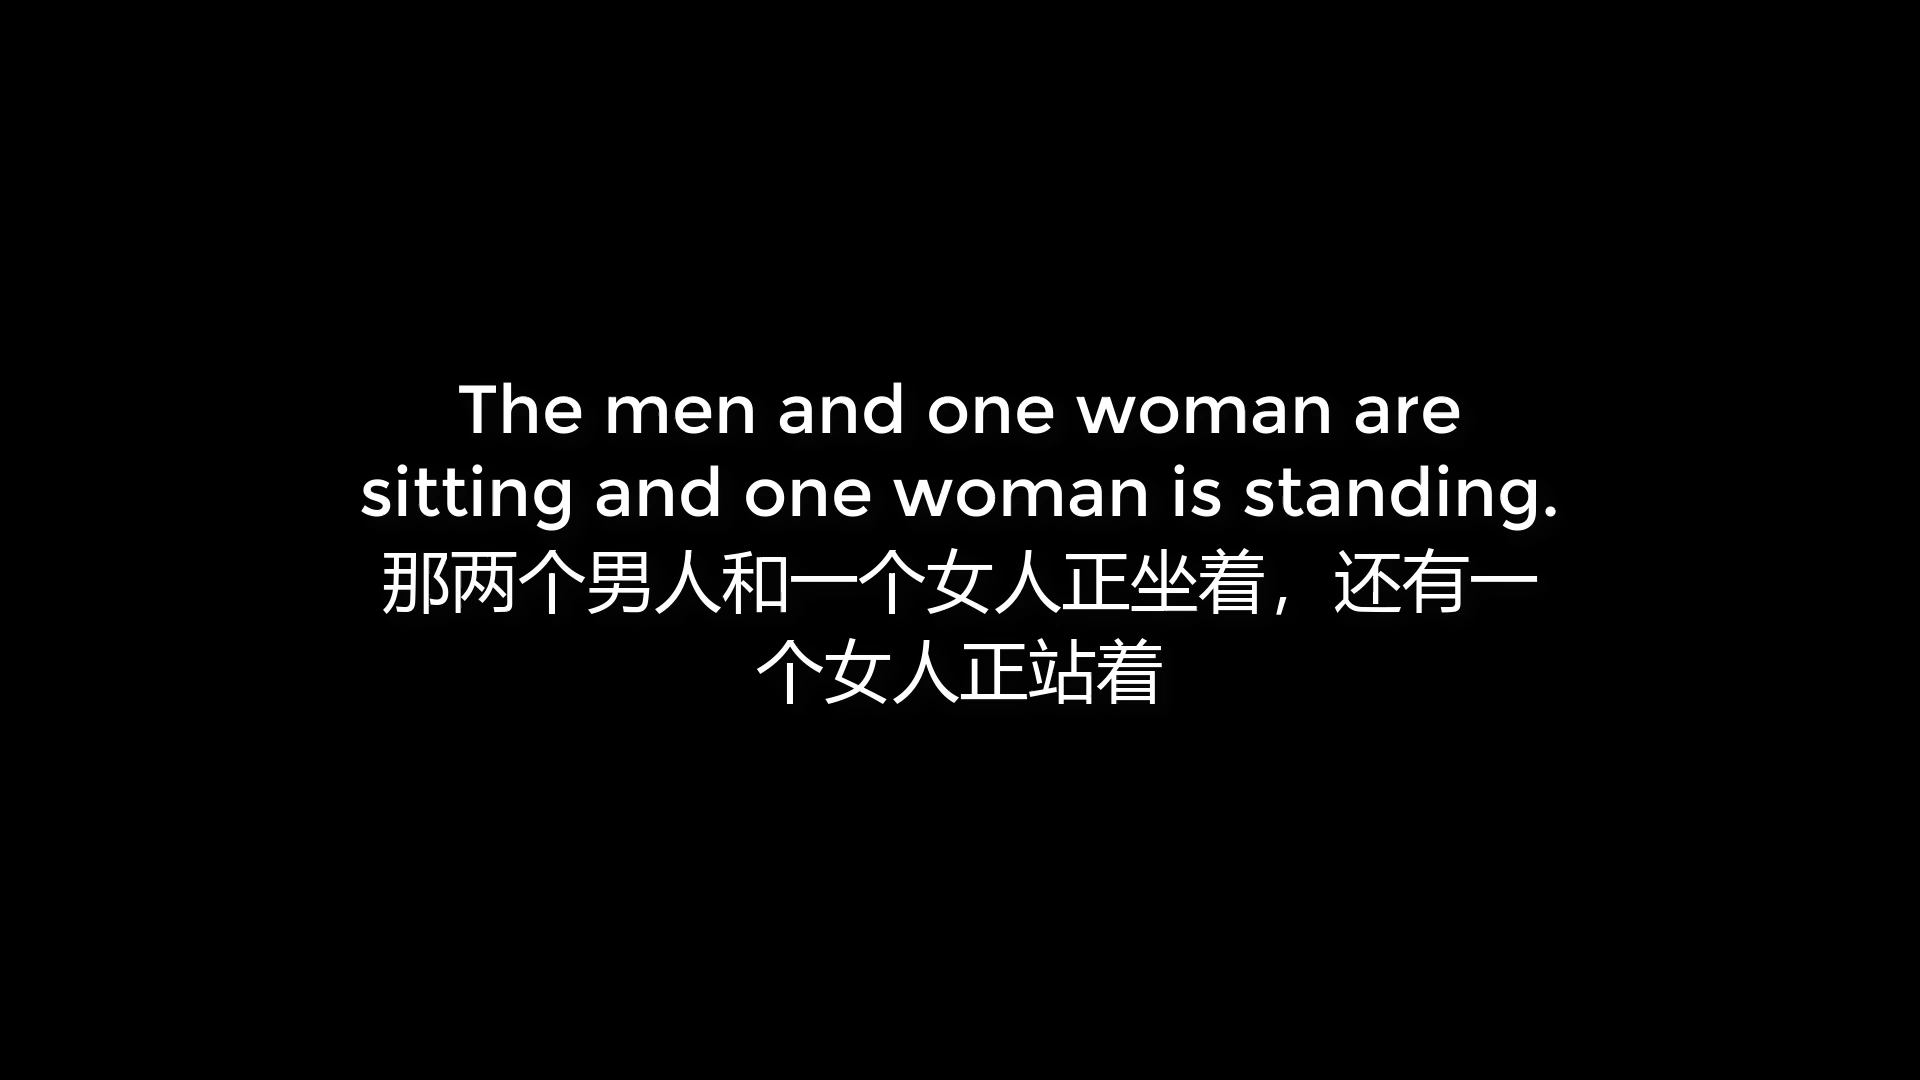 The men and one woman are
sitting and one woman is standing.
那两个男人和一个女人正坐着，还有一
个女人正站着